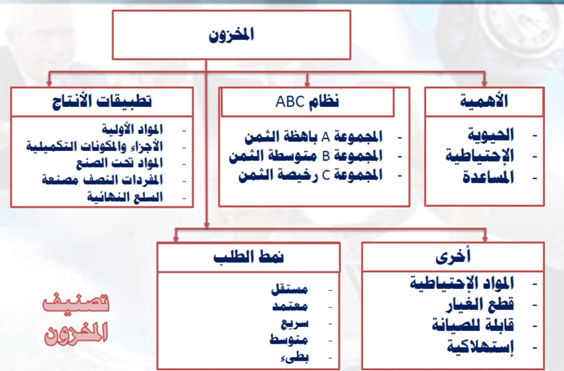 المخزون
الأهمية
- الحيوية
- الإحتياطية
- المساعدة
نظام ABC
- المجموعة A باهظة الثمن
- المجموعة B متوسطة الثمن
- المجموعة C رخيصة الثمن
تطبيقات الأنتاج
- المواد الأولية
- الأجزاء والمكونات التكميلية
- المواد تحت الصنع
- المفردات النصف مصنعة
- السلع النهائية
أخرى
- المواد الإحتياطية
- قطع الغيار
- قابلة للصيانة
- إستهلاكية
نمط الطلب
- مستقل
- معتمد
- سريع
- متوسط
- بطىء
تصنيف
المخزون